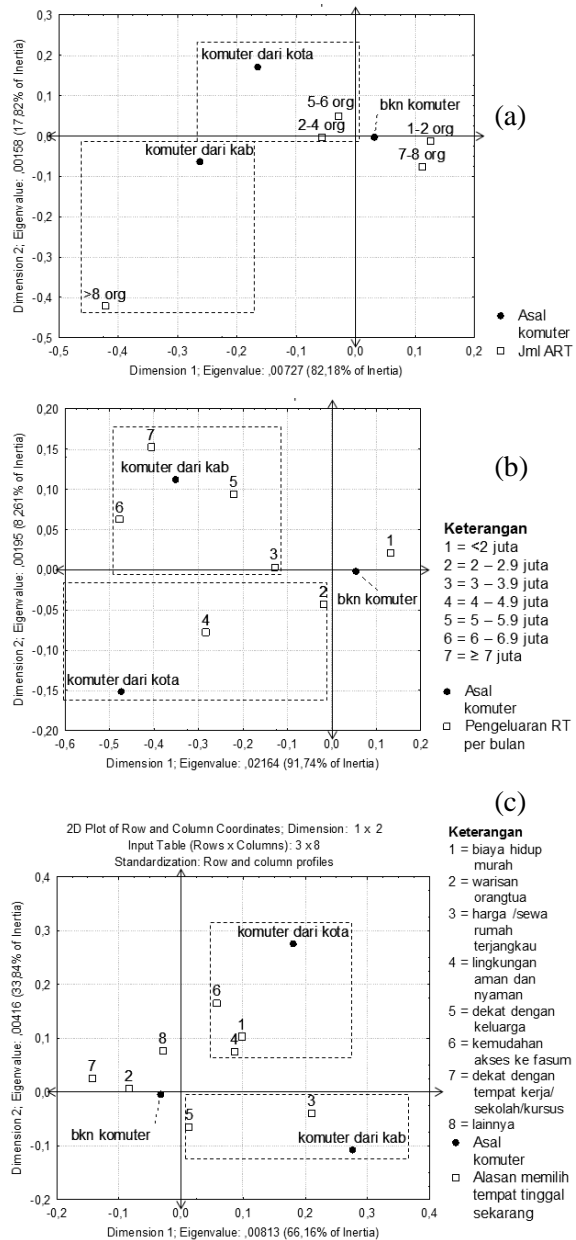 0,3
0,2
0,1
0,0
-0,1
-0,2
-0,3
-0,4
-0,5
-0,5
-0,4
-0,3
-0,2
-0,1
0,0
0,1
0,2
Dimension 2; Eigenvalue: ,00158 (17,82% of Inertia)
Dimension 1; Eigenvalue: ,00727 (82,18% of Inertia)
komuter dari kota
5-6 org
bkn komuter
2-4 org
1-2 org
komuter dari kab
7-8 org
>8 org
(a)
Asal
komuter
Jml ART
0,20
0,15
0,10
0,05
0,00
-0,05
-0,10
-0,15
-0,20
-0,6
-0,5
-0,4
-0,3
-0,2
-0,1
0,0
0,1
0,2
Dimension 2; Eigenvalue: ,00195 (8,261% of Inertia)
Dimension 1; Eigenvalue: ,02164 (91,74% of Inertia)
7
komuter dari kab
5
6
1
3
2
bkn komuter
4
komuter dari kota
(b)
Keterangan
1 = <2 juta
2 = 2 – 2.9 juta
3 = 3 – 3.9 juta
4 = 4 – 4.9 juta
5 = 5 – 5.9 juta
6 = 6 – 6.9 juta
7 = ≥ 7 juta
Asal
komuter
Pengeluaran RT
per bulan
(c)
2D Plot of Row and Column Coordinates; Dimension: 1 x 2
Input Table (Rows x Columns): 3 x 8
Standardization: Row and column profiles
0,4
0,3
0,2
0,1
0,0
-0,1
-0,2
-0,2
-0,1
0,0
0,1
0,2
0,3
0,4
Dimension 2; Eigenvalue: ,00416 (33,84% of Inertia)
Dimension 1; Eigenvalue: ,00813 (66,16% of Inertia)
komuter dari kota
6
1
8
4
7
2
3
bkn komuter
5
komuter dari kab
Keterangan
1 = biaya hidup
murah
2 = warisan
orangtua
3 = harga /sewa
rumah
terjangkau
4 = lingkungan
aman dan
nyaman
5 = dekat dengan
keluarga
6 = kemudahan
akses ke fasum
7 = dekat dengan
tempat kerja/
sekolah/kursus
8 = lainnya
Asal
komuter
Alasan memilih
tempat tinggal
sekarang